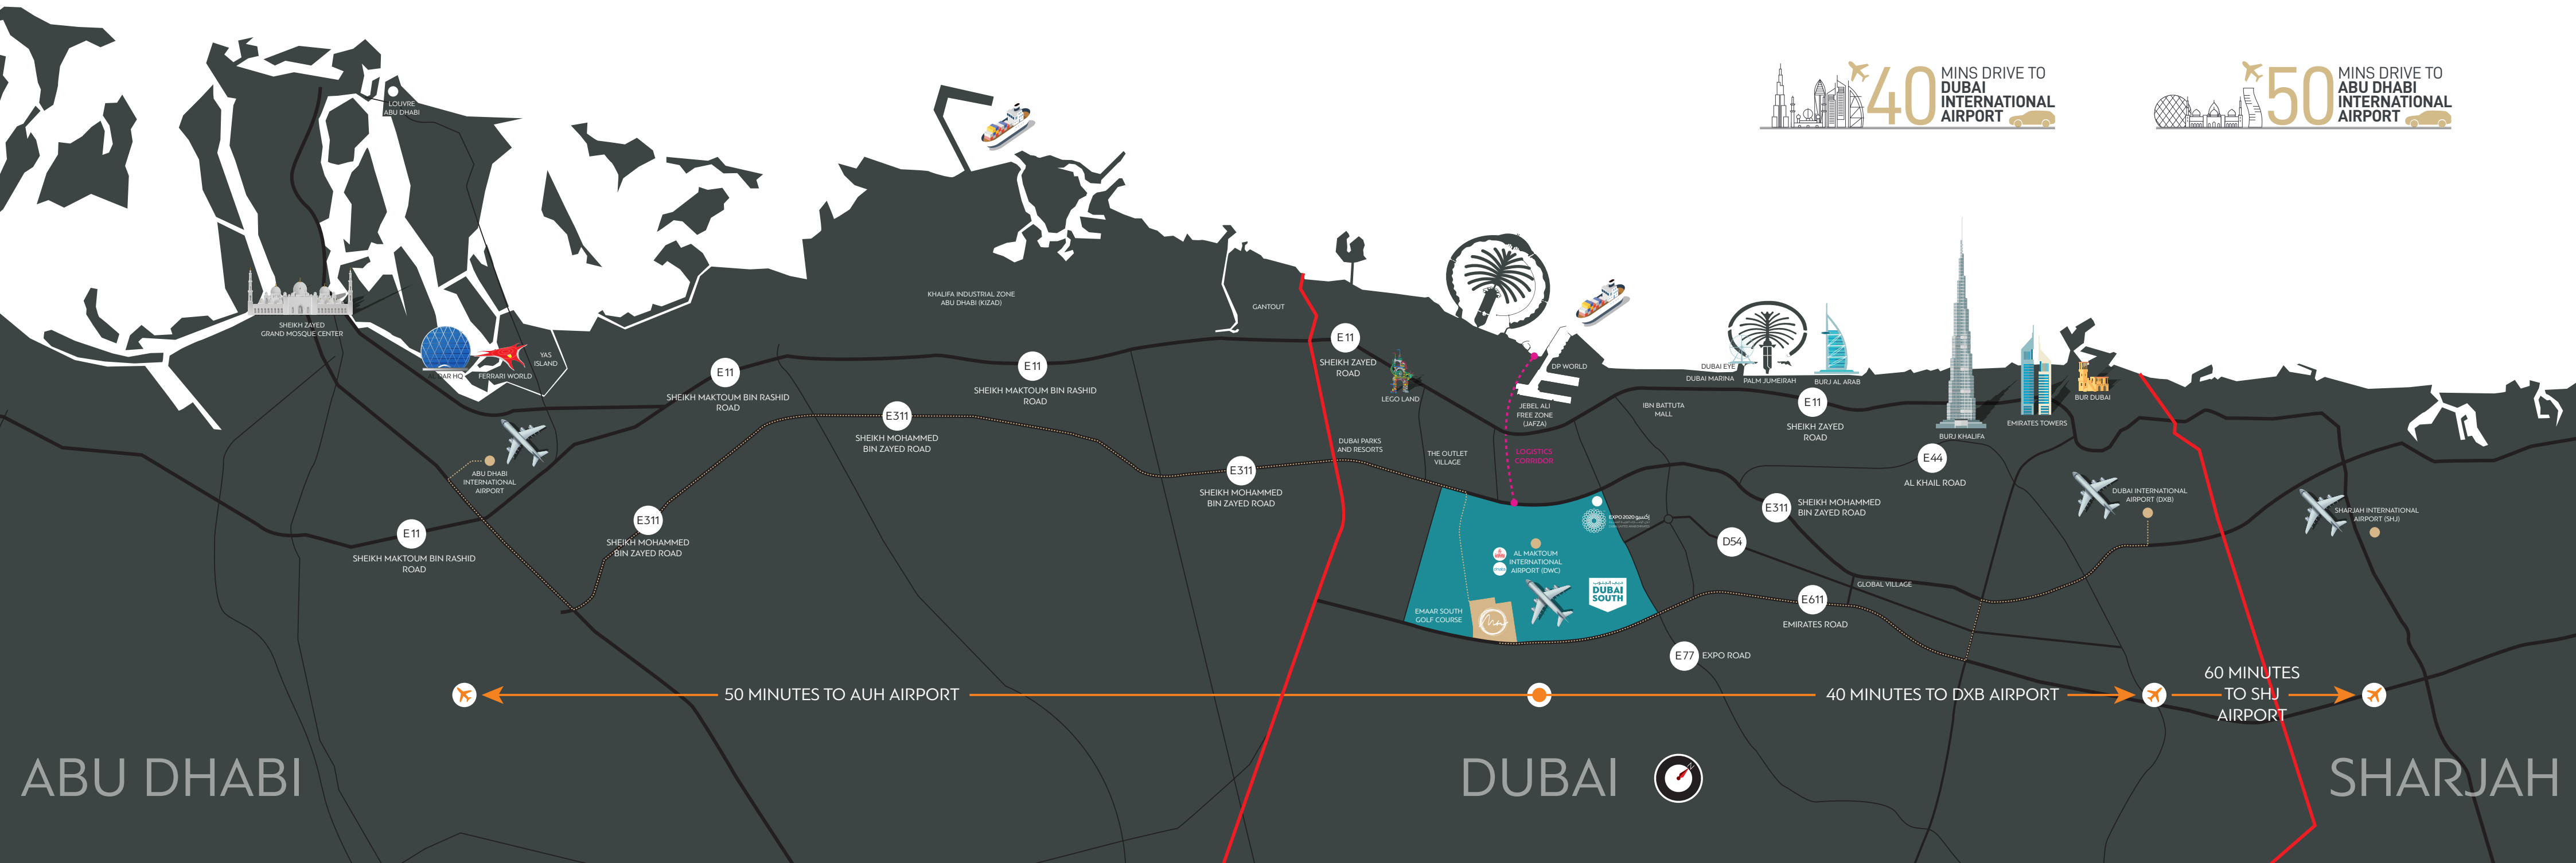 40
MINS DRIVE TO
DUBAI
INTERNATIONAL
AIRPORT
50
MINS DRIVE TO
ABU DHABI
INTERNATIONAL
AIRPORT
LOUVRE
ABU DHABI
SHEIKH ZAYED
GRAND MOSQUE CENTER
FERRARI WORLD
YAS
ISLAND
ABU DHABI
INTERNATIONAL
AIRPORT
E11
SHEIKH MAKTOUM BIN RASHID
ROAD
E311
SHEIKH MOHAMMED
BIN ZAYED ROAD
E11
SHEIKH MAKTOUM BIN RASHID
ROAD
E311
SHEIKH MOHAMMED
BIN ZAYED ROAD
KHALIFA INDUSTRIAL ZONE
ABU DHABI (KIZAD)
E11
SHEIKH MAKTOUM BIN RASHID
ROAD
GANTOUT
E311
SHEIKH MOHAMMED
BIN ZAYED ROAD
E11
SHEIKH ZAYED
ROAD
LEGO LAND
DUBAI PARKS
AND RESORTS
THE OUTLET
VILLAGE
DP WORLD
JEBEL ALI
FREE ZONE
(JAFZA)
LOGISTICS
CORRIDOR
IBN BATTUTA
MALL
DUBAI EYE
DUBAI MARINA
PALM JUMEIRAH
BURJ AL ARAB
E11
SHEIKH ZAYED
ROAD
BURJ KHALIFA
EMIRATES TOWERS
BUR DUBAI
E44
AL KHAIL ROAD
E311
SHEIKH MOHAMMED
BIN ZAYED ROAD
D54
DUBAI INTERNATIONAL
AIRPORT (DXB)
SHARJAH INTERNATIONAL
AIRPORT (SHJ)
EXPO 2020 إكسبو
AL MAKTOUM
INTERNATIONAL
AIRPORT (DWC)
دبي الجنوب
DUBAI
SOUTH
EMAAR SOUTH
GOLF COURSE
GLOBAL VILLAGE
E611
EMIRATES ROAD
E77
EXPO ROAD
50 MINUTES TO AUH AIRPORT
40 MINUTES TO DXB AIRPORT
60 MINUTES
TO SHJ
AIRPORT
ABU DHABI
DUBAI
N
SHARJAH